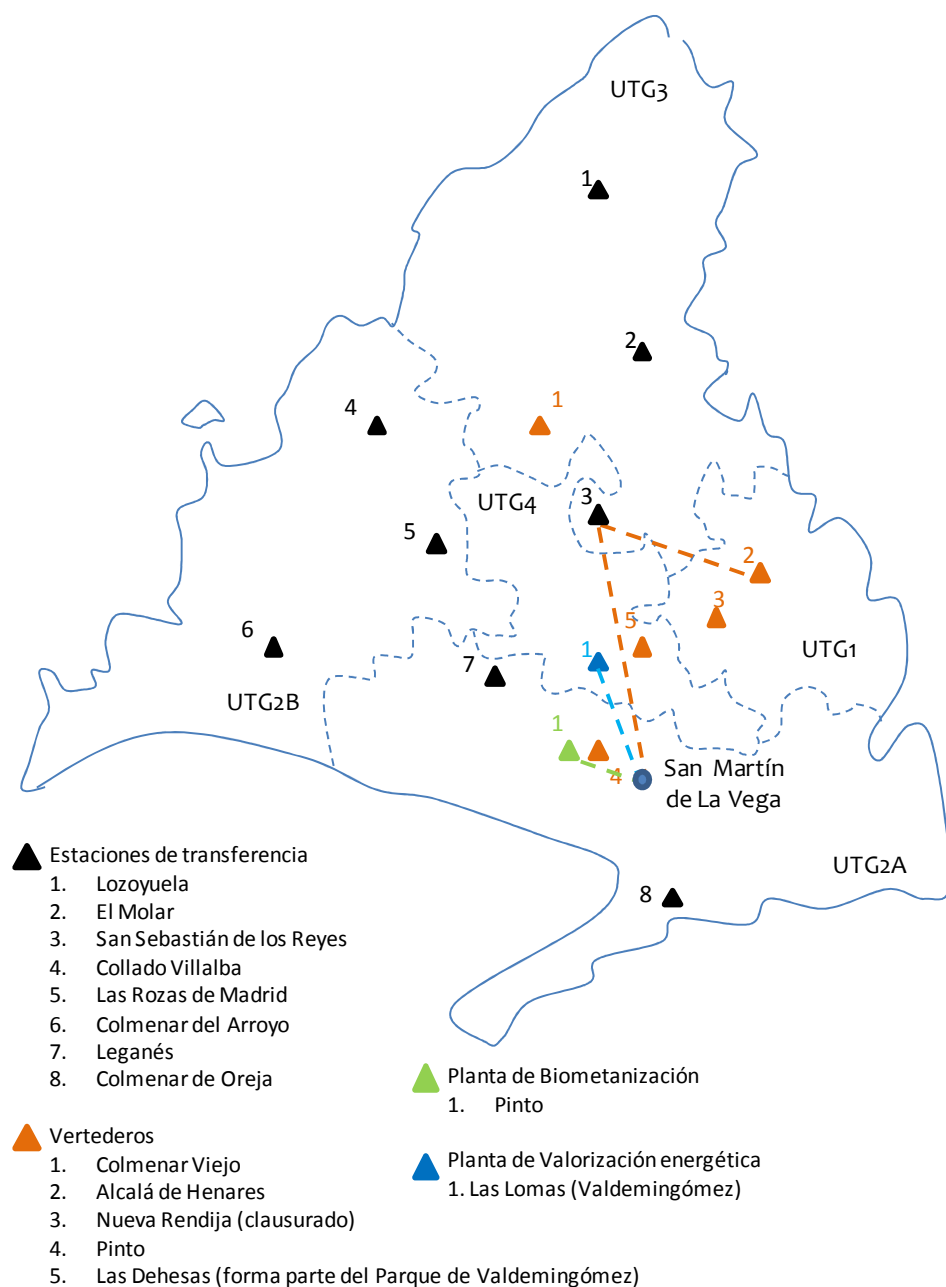 UTG3
1
2
4
1
UTG4
3
5
2
3
6
5
1
UTG1
7
UTG2B
1
4
San Martín
de La Vega
UTG2A
8
Estaciones de transferencia
1. Lozoyuela
2. El Molar
3. San Sebastián de los Reyes
4. Collado Villalba
5. Las Rozas de Madrid
6. Colmenar del Arroyo
7. Leganés
8. Colmenar de Oreja
Planta de Biometanización
1. Pinto
Vertederos
1. Colmenar Viejo
2. Alcalá de Henares
3. Nueva Rendija (clausurado)
4. Pinto
5. Las Dehesas (forma parte del Parque de Valdemingómez)
Planta de Valorización energética
1. Las Lomas (Valdemingómez)